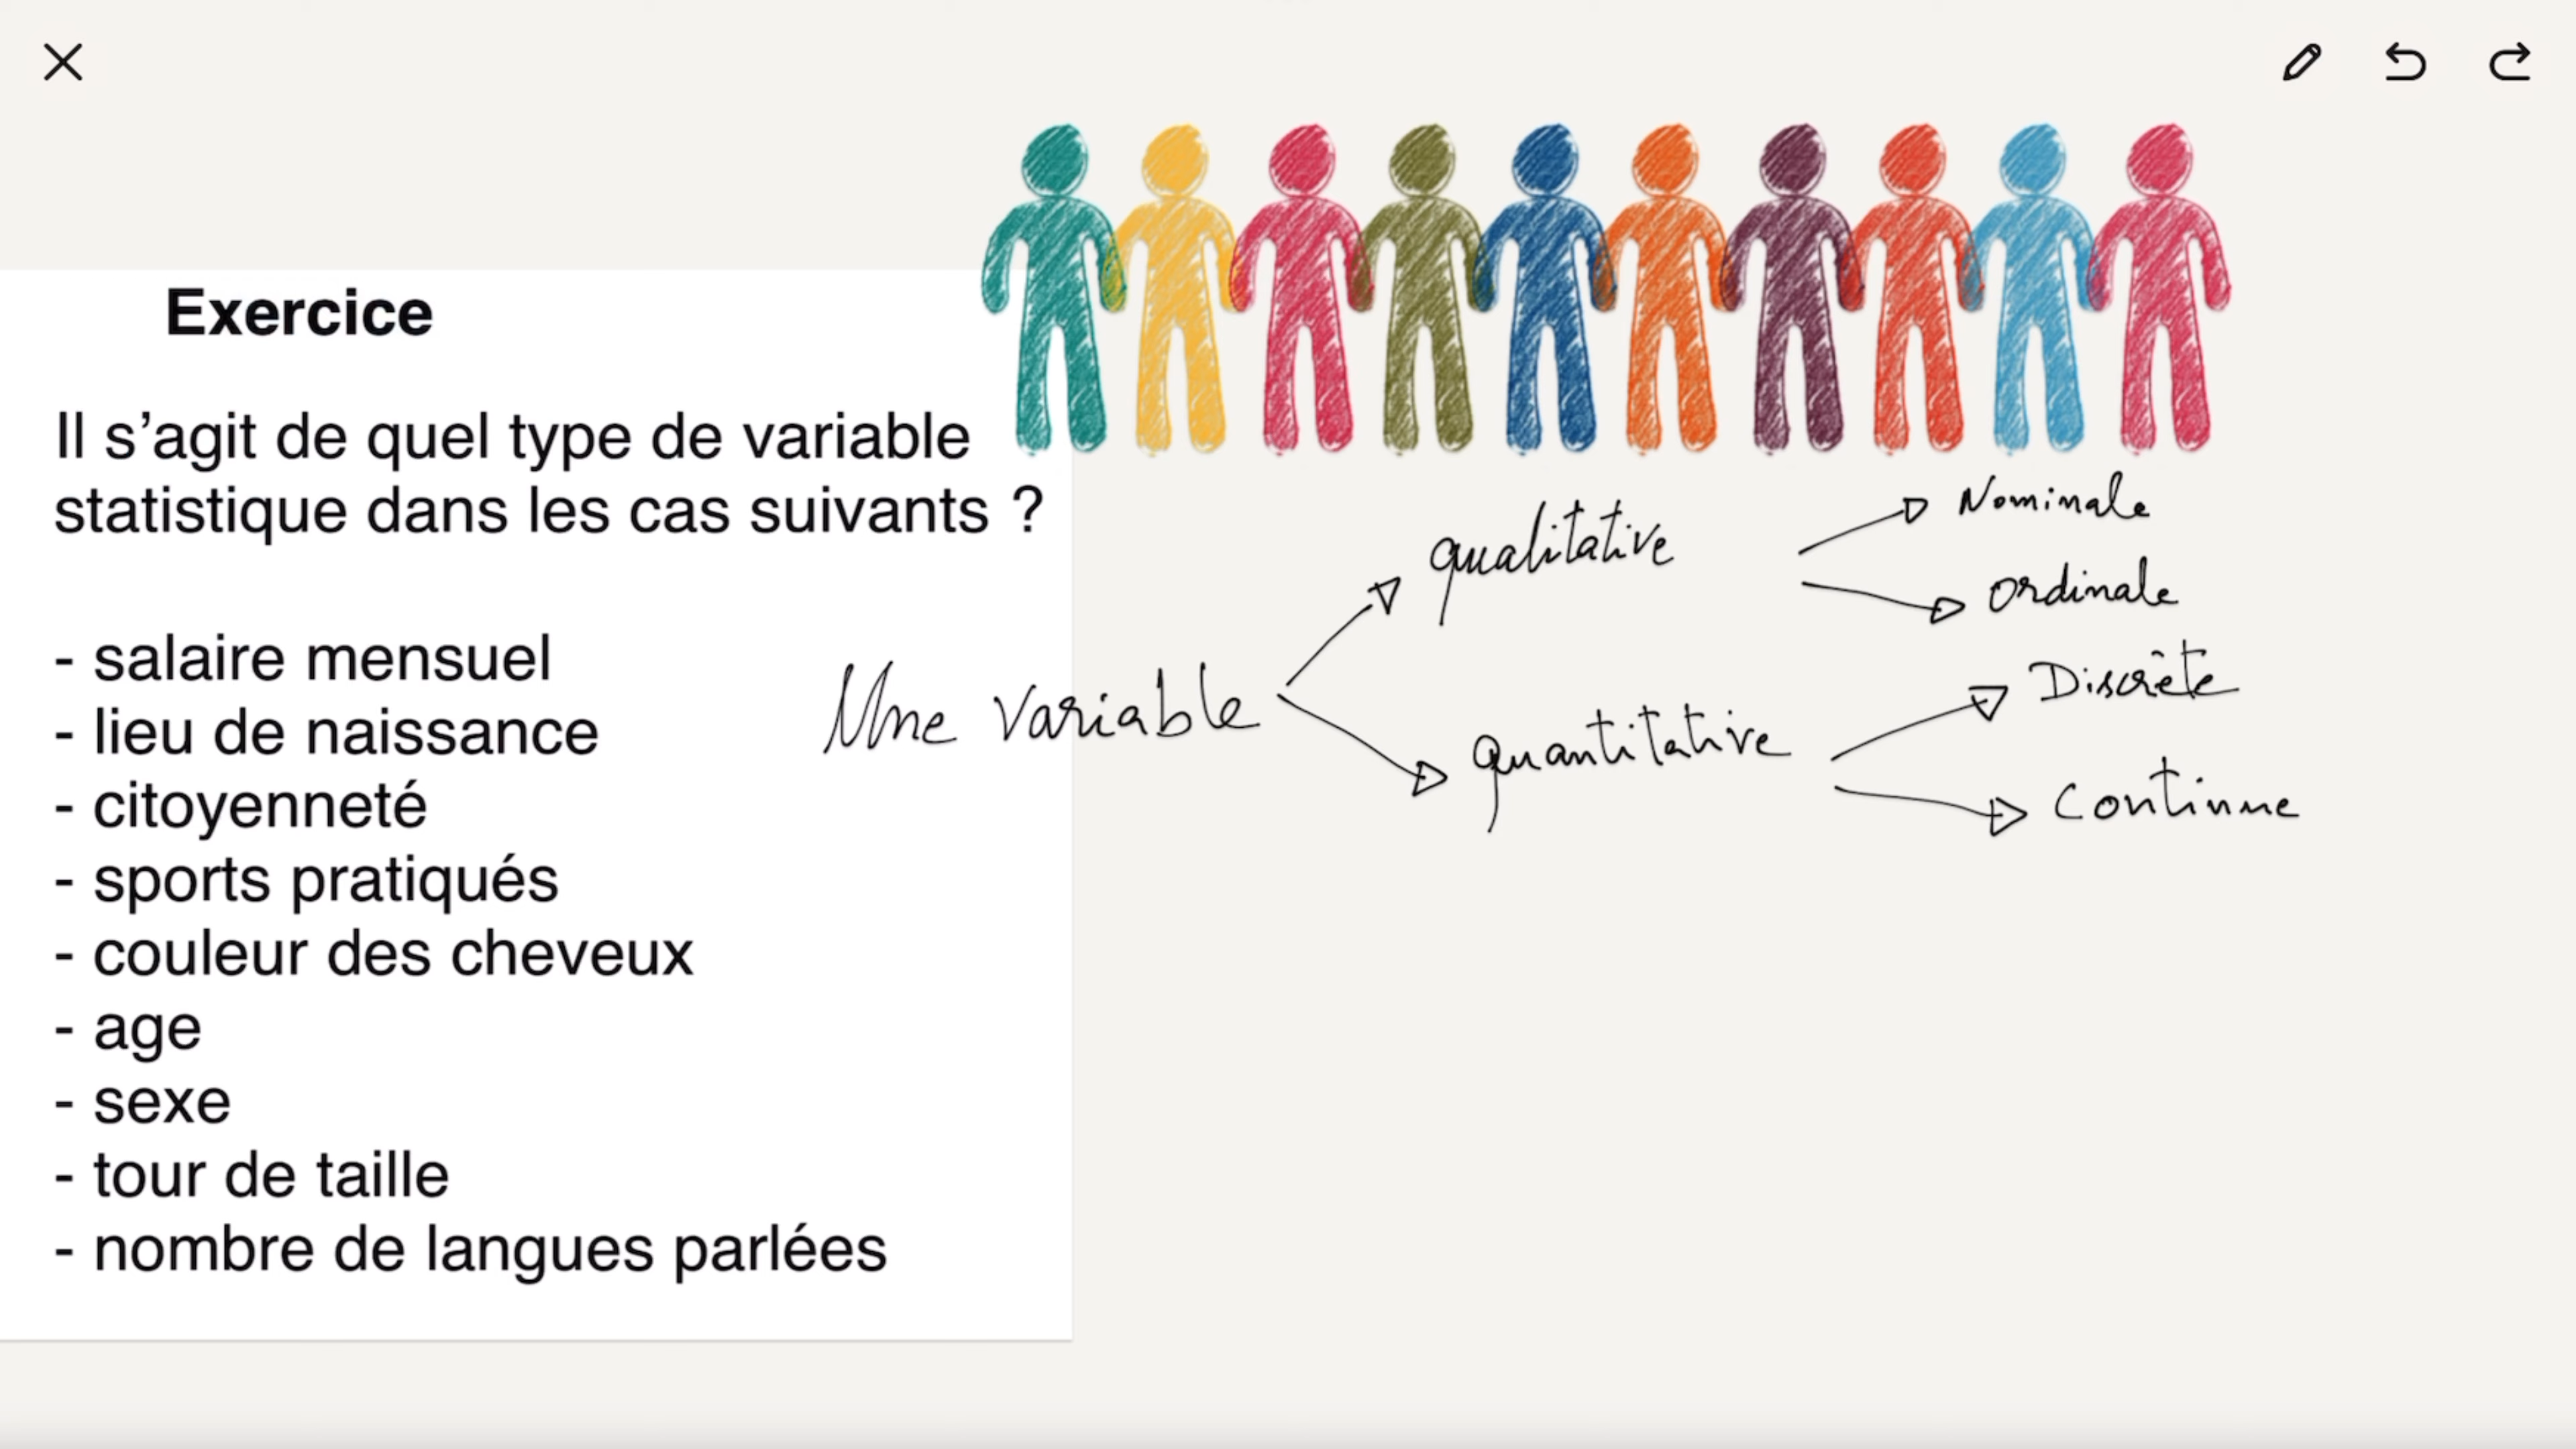 Exercice
Il s’agit de quel type de variable
statistique dans les cas suivants ?
- salaire mensuel
- lieu de naissance
- citoyenneté
- sports pratiqués
- couleur des cheveux
- age
- sexe
- tour de taille
- nombre de langues parlées
Une variable
qualitative
Nominale
Ordinale
quantitative
Discrète
Continue